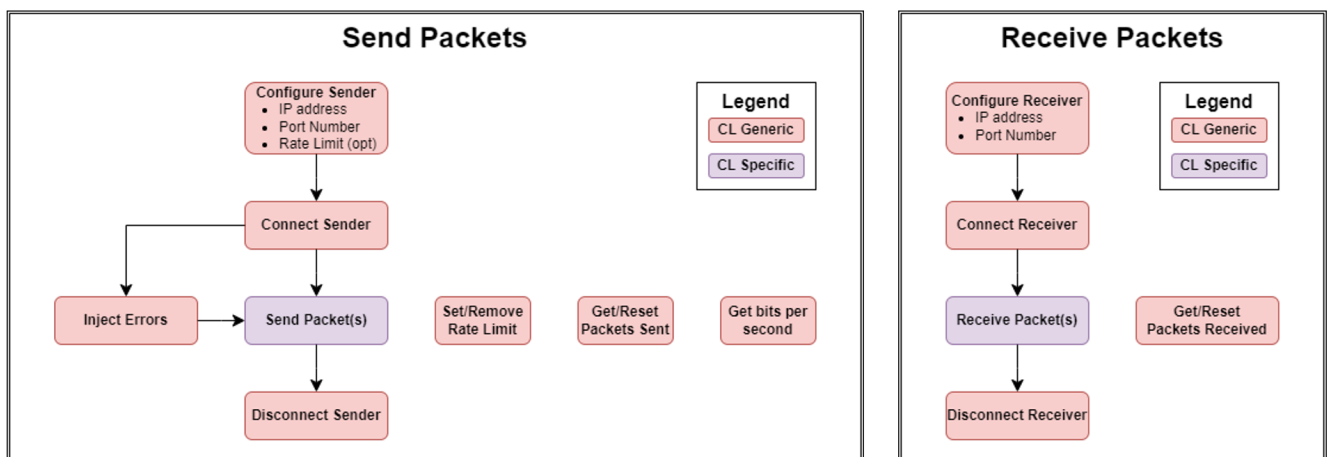 Send Packets
Configure Sender
• IP address
• Port Number
• Rate Limit (opt)
Legend
CL Generic
CL Specific
Connect Sender
Inject Errors
Send Packet(s)
Set/Remove
Rate Limit
Get/Reset
Packets Sent
Get bits per
second
Disconnect Sender
Receive Packets
Configure Receiver
• IP address
• Port Number
Legend
CL Generic
CL Specific
Connect Receiver
Receive Packet(s)
Get/Reset
Packets Received
Disconnect Receiver